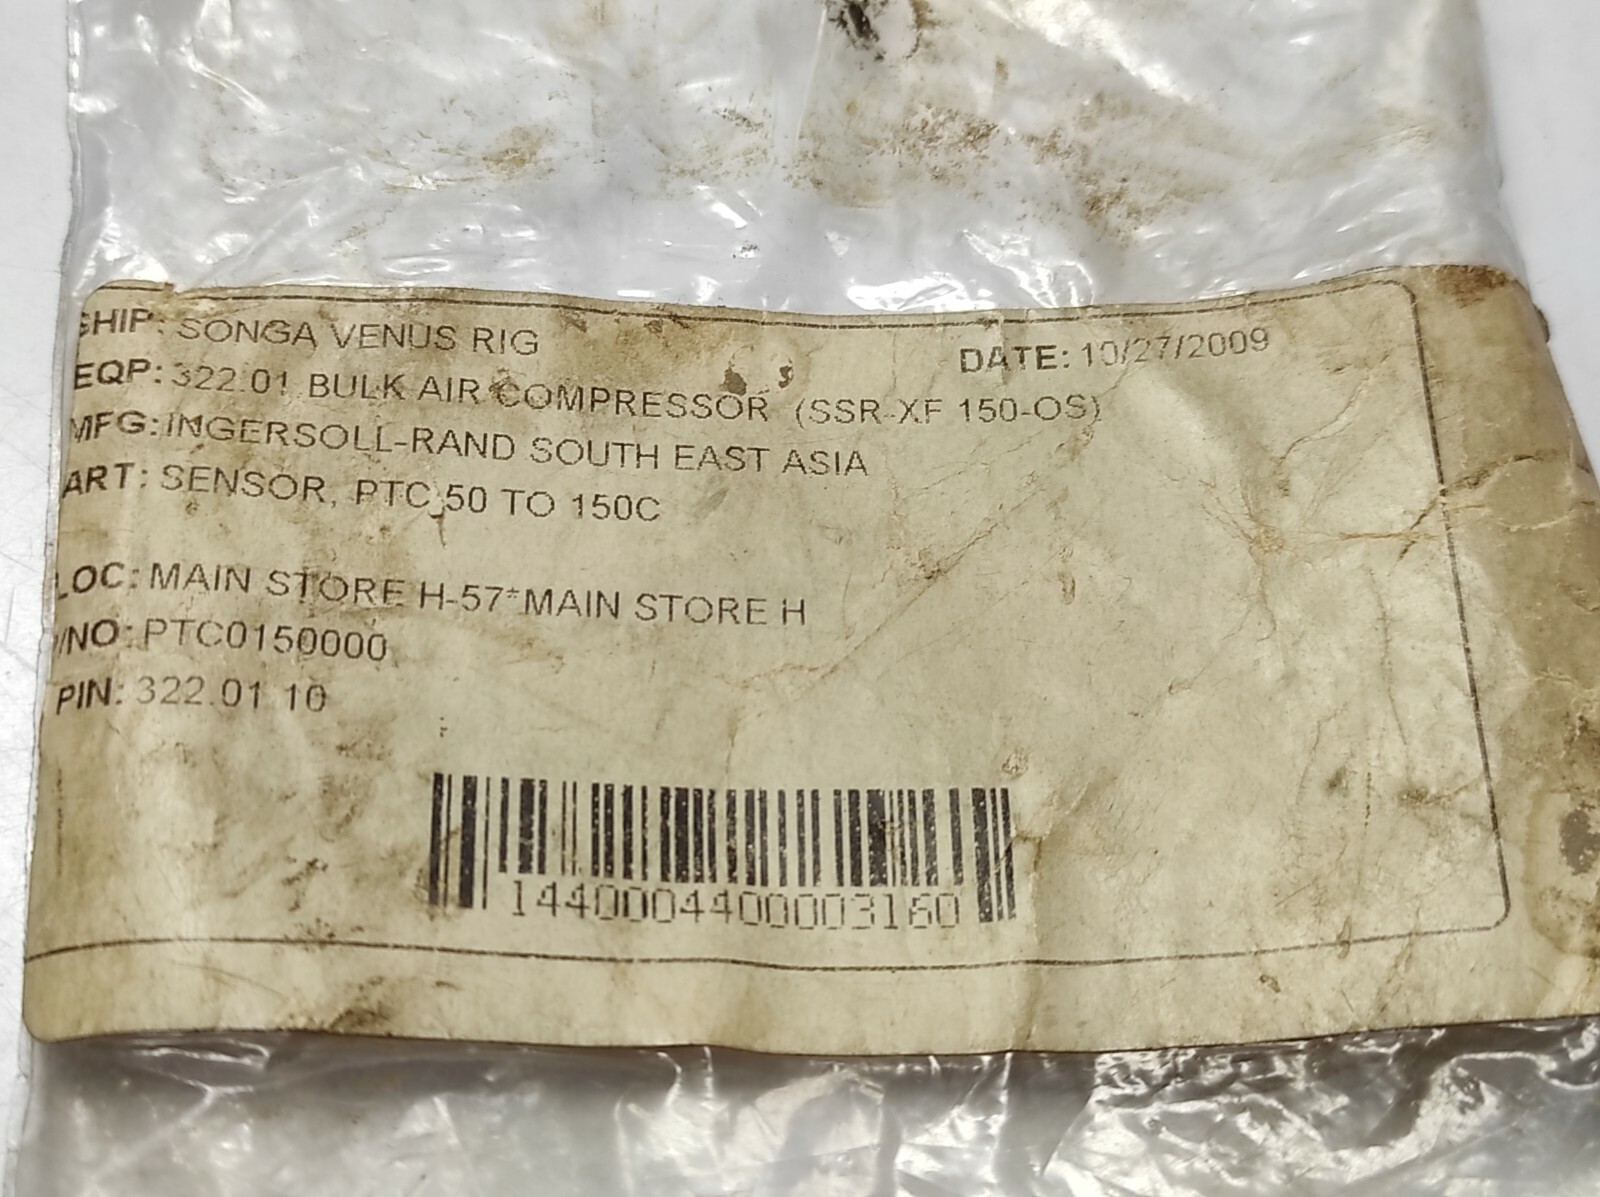 SHIP: SONGA VENUS RIG
DATE: 10/27/2009
EQP: 322.01 BULK AIR COMPRESSOR (SSR-XF 150-OS)
MFG: INGERSOLL-RAND SOUTH EAST ASIA
ART: SENSOR, PTC 50 TO 150C
LOC: MAIN STORE H-57*MAIN STORE H
/NO: PTC0150000
PIN: 322.01 10
14400044000003160